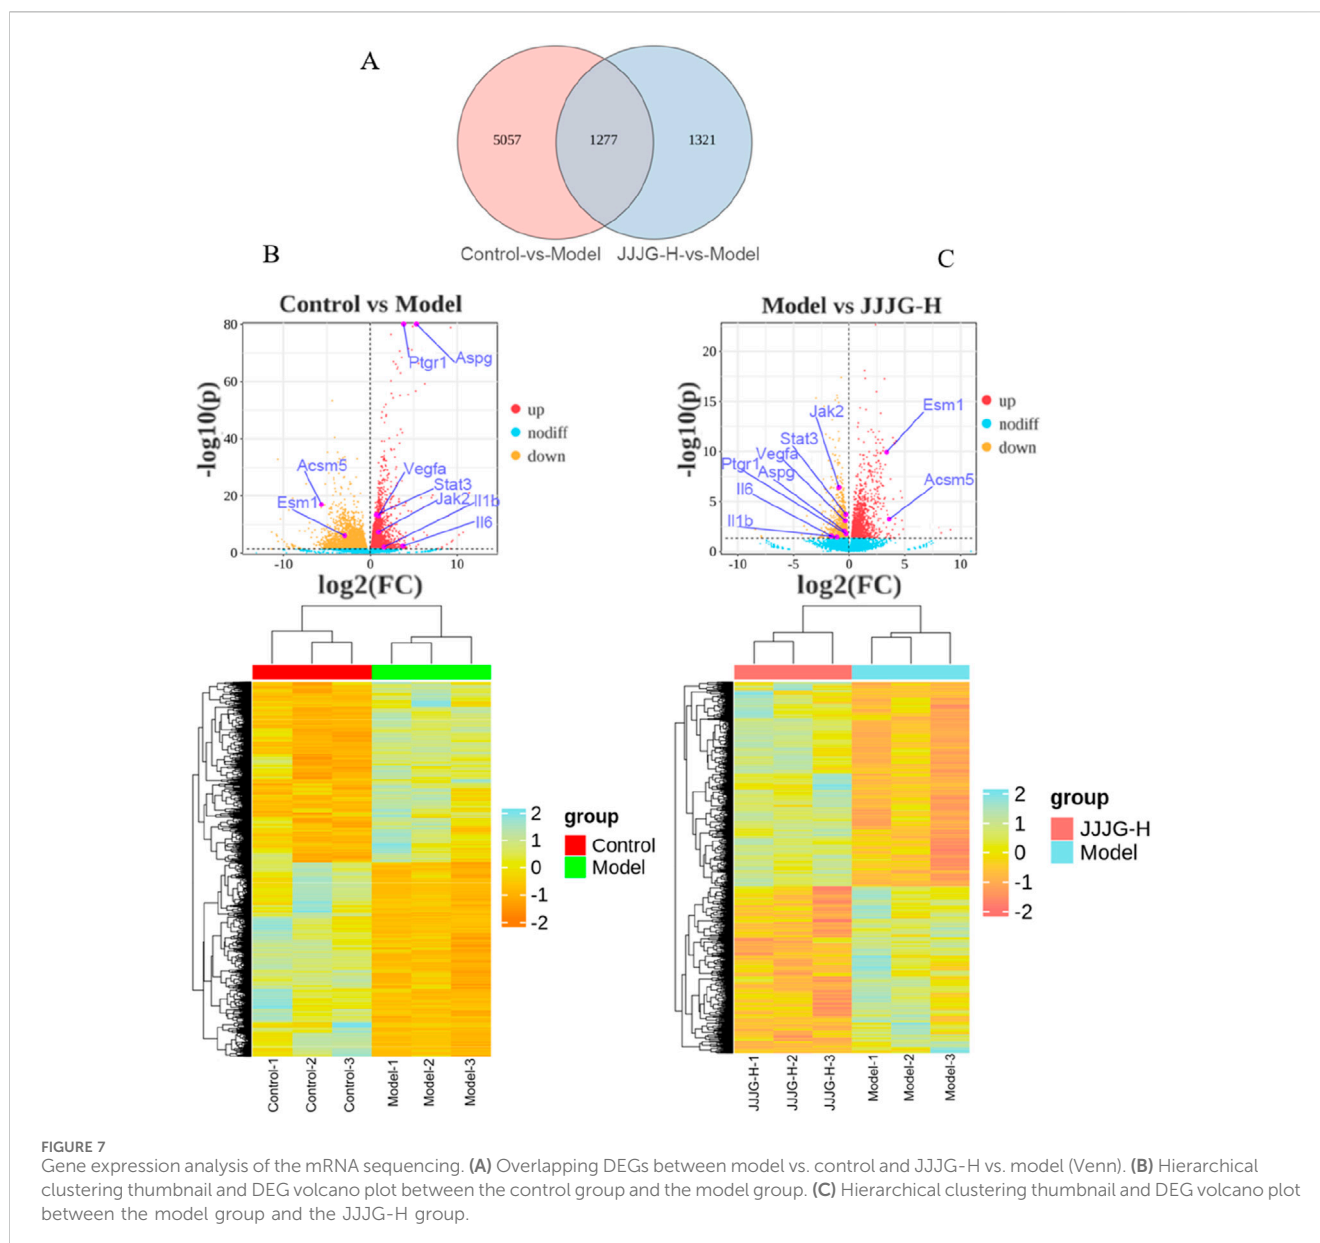 A
5057
1277
1321
Control-vs-Model
JJJG-H-vs-Model
B
C
Control vs Model
80
60
40
20
0
-10
0
10
-log10(p)
log2(FC)
Ptgr1
Aspg
Acsm5
Esm1
Vegfa
Stat3
Jak2
Il1b
Il6
up
nodiff
down
Model vs JJJG-H
20
15
10
5
0
-10
-5
0
5
10
-log10(p)
log2(FC)
Jak2
Esm1
Stat3
Vegfa
Ptgr1
Aspg
Acsm5
Il6
Il1b
up
nodiff
down
2
1
0
-1
-2
group
Control
Model
Control-1
Control-2
Control-3
Model-1
Model-2
Model-3
2
1
0
-1
-2
group
JJJG-H
Model
JJJG-H-1
JJJG-H-2
JJJG-H-3
Model-1
Model-2
Model-3
FIGURE 7
Gene expression analysis of the mRNA sequencing. (A) Overlapping DEGs between model vs. control and JJJG-H vs. model (Venn). (B) Hierarchical
clustering thumbnail and DEG volcano plot between the control group and the model group. (C) Hierarchical clustering thumbnail and DEG volcano plot
between the model group and the JJJG-H group.